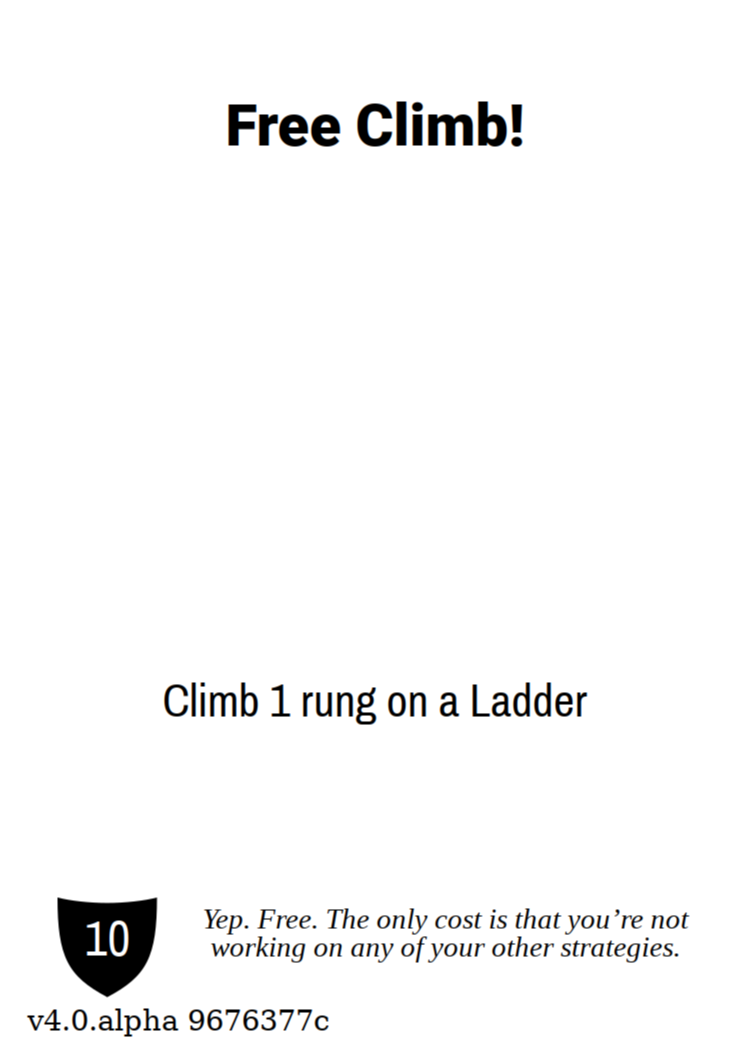 Free Climb!
Climb 1 rung on a Ladder
10
Yep. Free. The only cost is that you’re not
working on any of your other strategies.
v4.0.alpha 9676377c